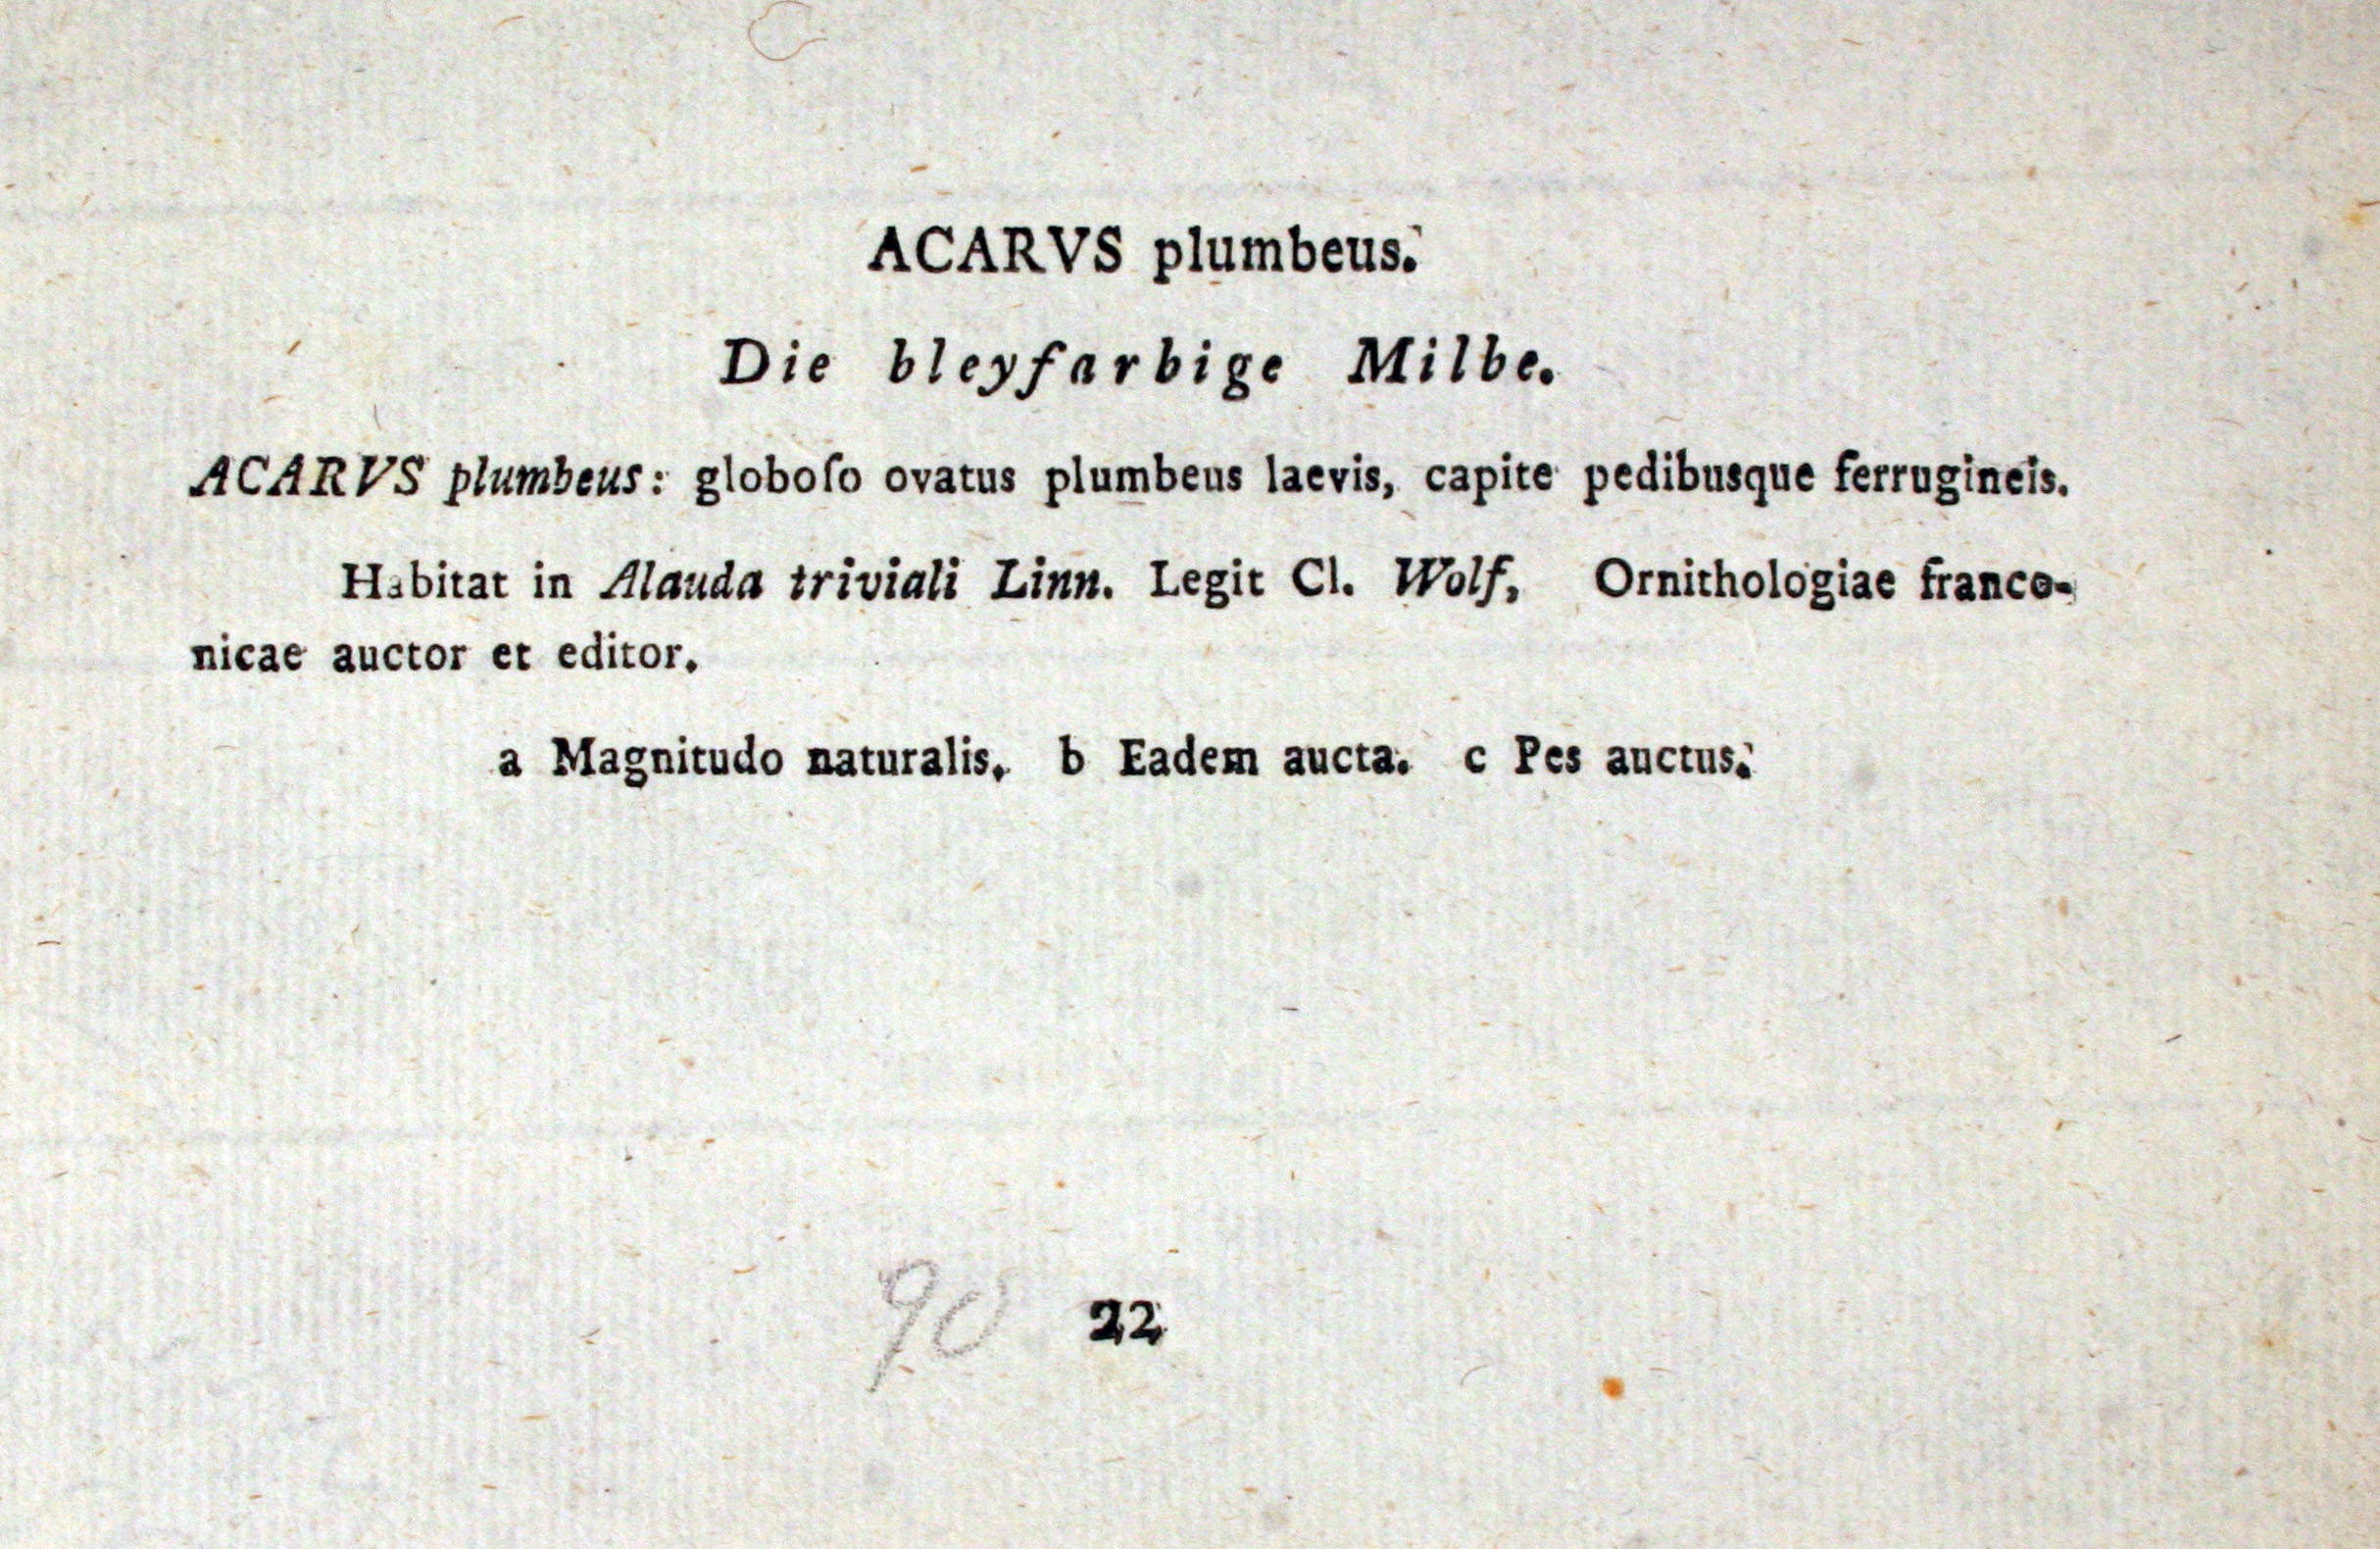 ACARVS plumbeus.
Die bleyfarbige Milbe.
ACARVS plumbeus: globoſo ovatus plumbeus laevis, capite pedibusque ferrugineis.
Habitat in Alauda triviali Linn. Legit Cl. Wolf, Ornithologiae franco-
nicae auctor et editor.
a Magnitudo naturalis. b Eadem aucta. c Pes auctus.
90 22